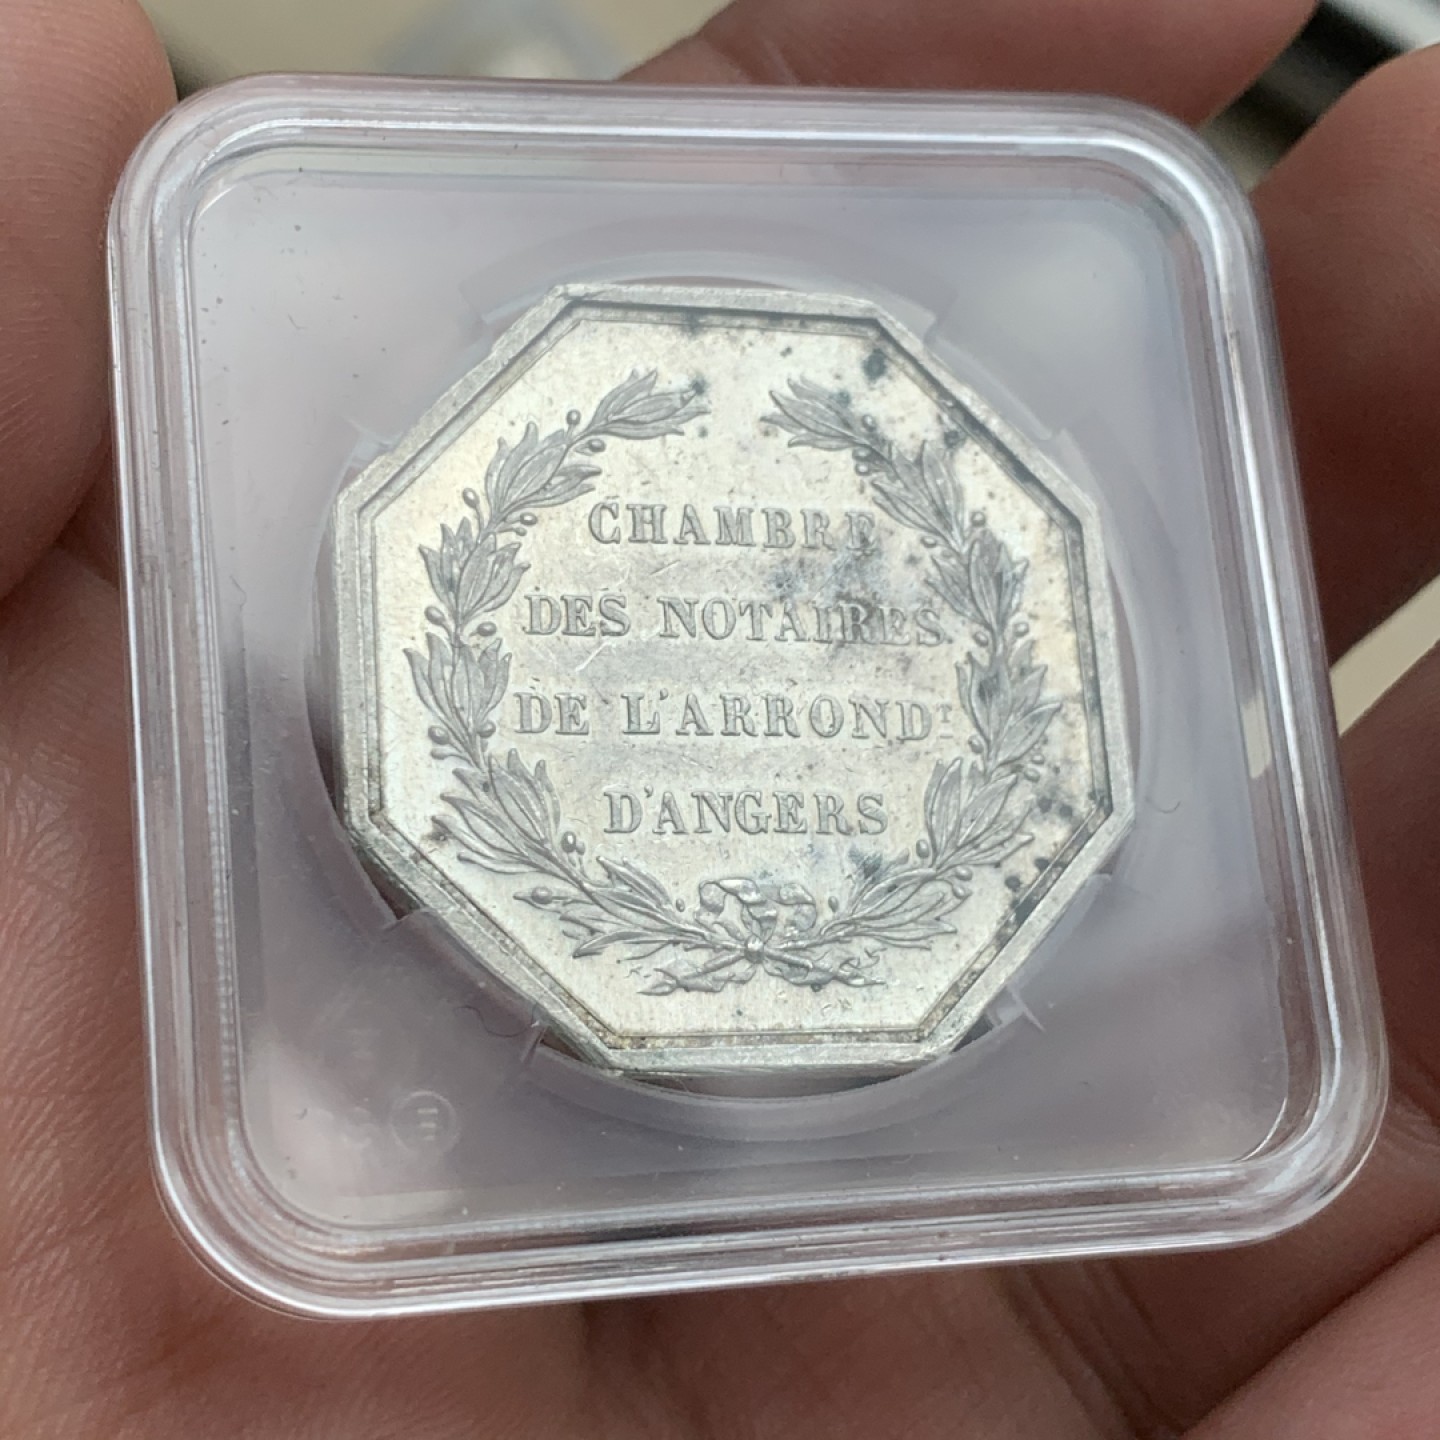 CHAMBRE
DES NOTAIRES
DE L'ARRONDT
D'ANGERS